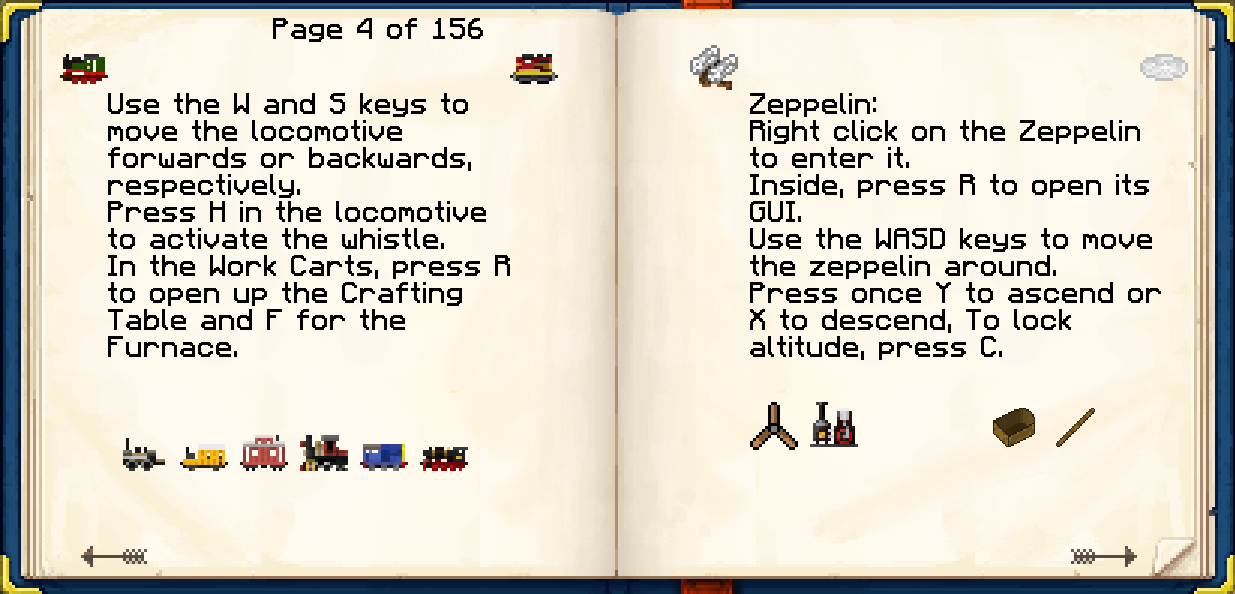 Page 4 of 156
Use the W and S keys to
move the locomotive
forwards or backwards,
respectively.
Press H in the locomotive
to activate the whistle.
In the Work Carts, press R
to open up the Crafting
Table and F for the
Furnace.
Zeppelin:
Right click on the Zeppelin
to enter it.
Inside, press R to open its
GUI.
Use the WASD keys to move
the zeppelin around.
Press once Y to ascend or
X to descend, To lock
altitude, press C.